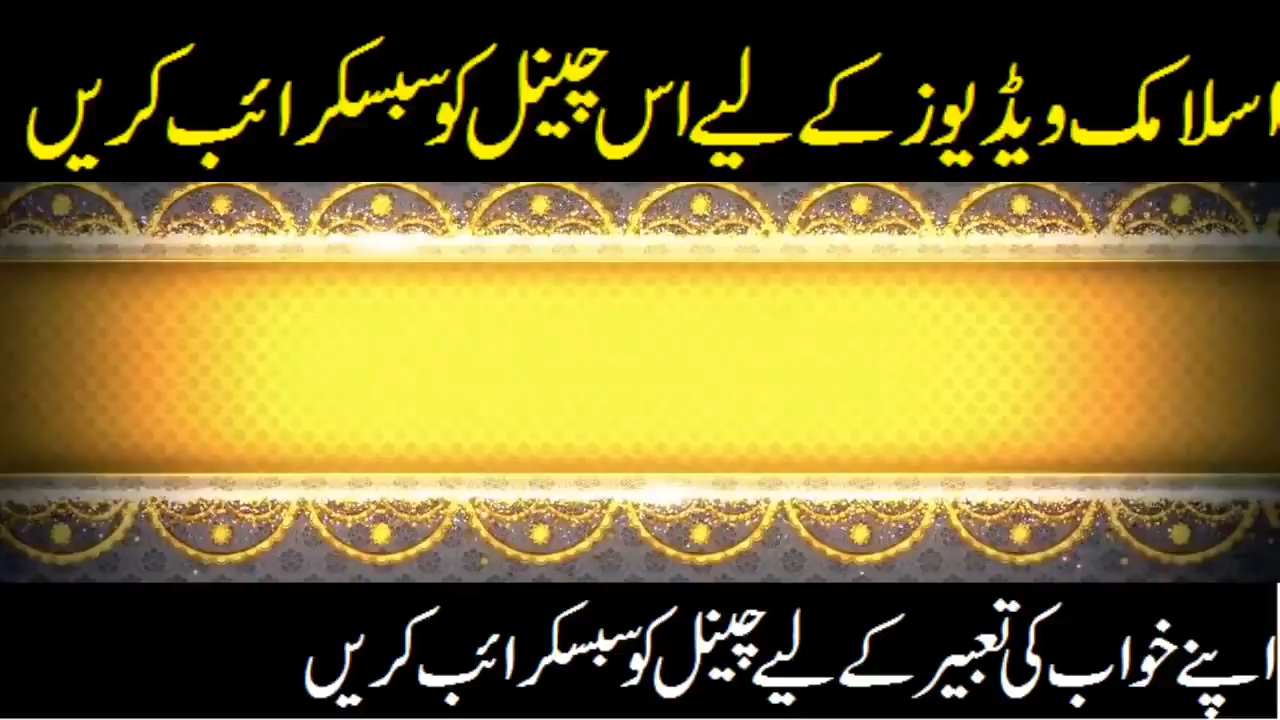 اسلامک ویڈیوز کے لیے اس چینل کو سبسکرائب کریں
اپنے خواب کی تعبیر کے لیے چینل کو سبسکرائب کریں